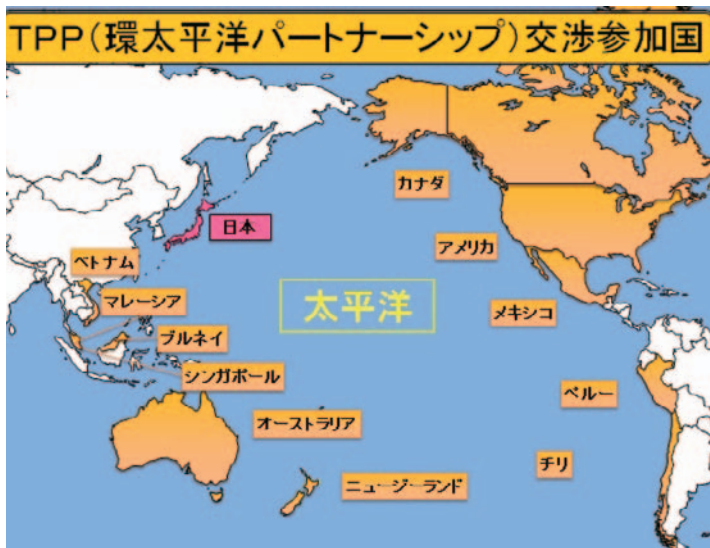 TPP(環太平洋パートナーシップ)交渉参加国
カナダ
日本
アメリカ
ベトナム
マレーシア
太平洋
メキシコ
ブルネイ
シンガポール
ペルー
オーストラリア
チリ
ニュージーランド